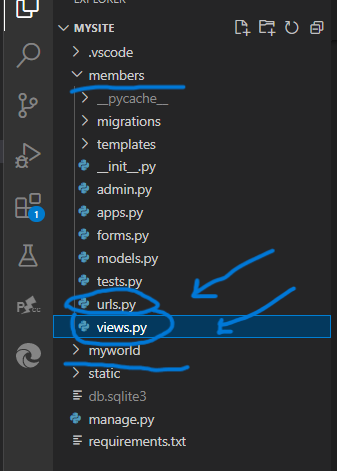 EXPLORER
MYSITE
.vscode
members
__pycache__
migrations
templates
__init__.py
admin.py
apps.py
forms.py
models.py
tests.py
urls.py
views.py
myworld
static
db.sqlite3
manage.py
requirements.txt
1